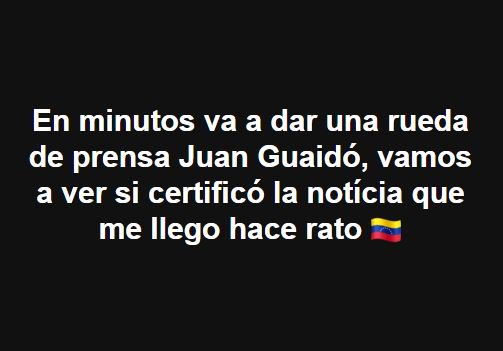 En minutos va a dar una rueda
de prensa Juan Guaidó, vamos
a ver si certificó la notícia que
me llego hace rato 🇻🇪